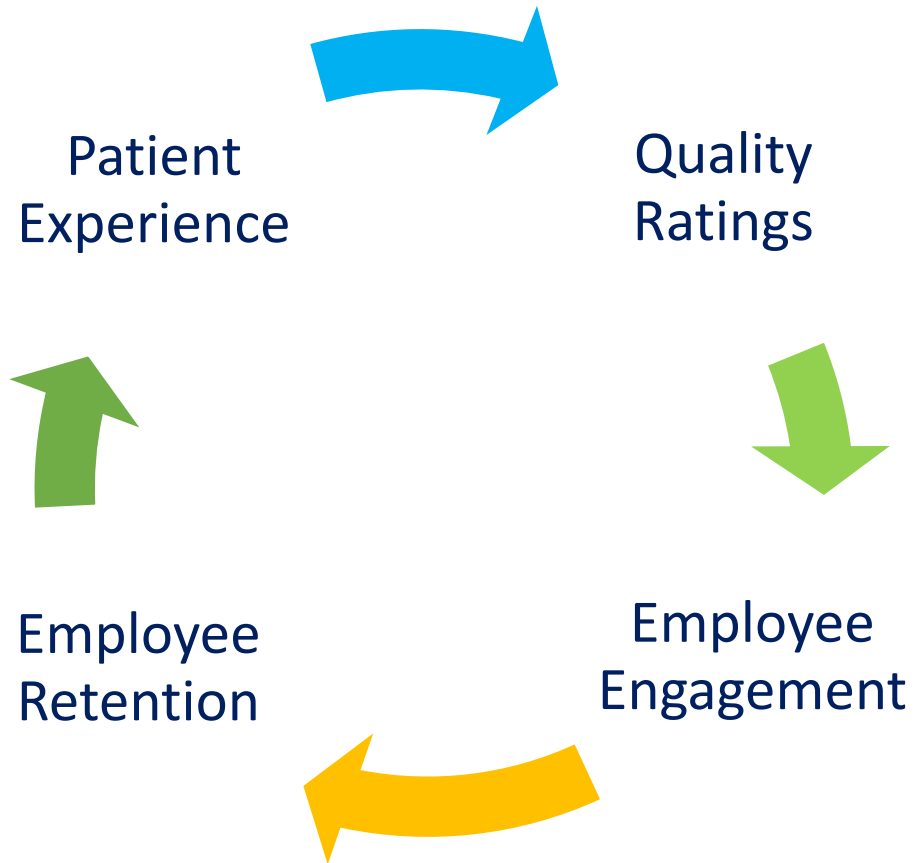 Patient
Experience
Quality
Ratings
Employee
Engagement
Employee
Retention